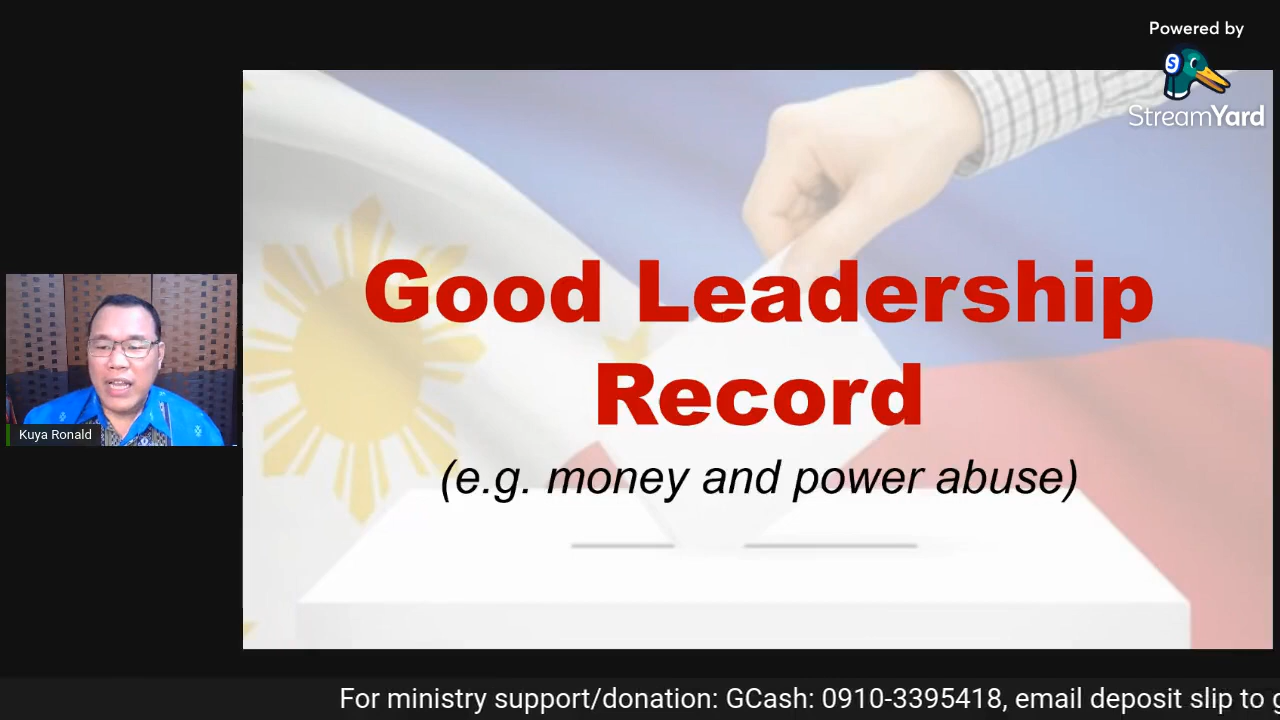 Powered by
StreamYard
Good Leadership
Record
(e.g. money and power abuse)
Kuya Ronald
For ministry support/donation: GCash: 0910-3395418, email deposit slip to